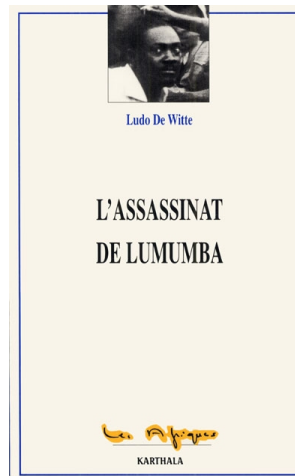 Ludo De Witte
L'ASSASSINAT
DE LUMUMBA
Les Afriques
KARTHALA